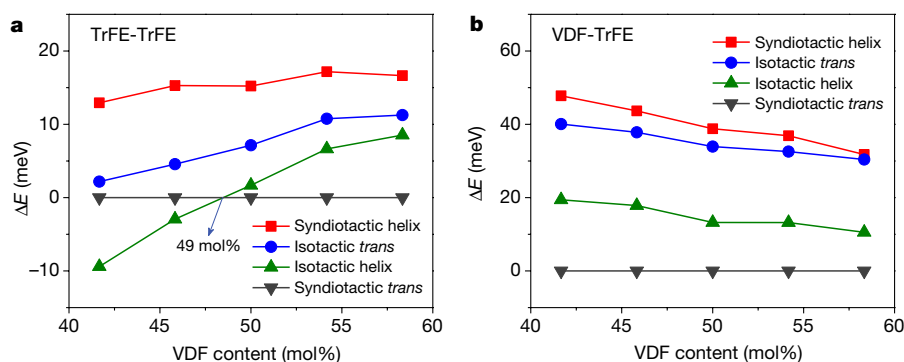 a
TrFE-TrFE
20
10
0
−10
ΔE (meV)
49 mol%
Syndiotactic helix
Isotactic trans
Isotactic helix
Syndiotactic trans
40 45 50 55 60
VDF content (mol%)
b
VDF-TrFE
60
40
20
0
ΔE (meV)
Syndiotactic helix
Isotactic trans
Isotactic helix
Syndiotactic trans
40 45 50 55 60
VDF content (mol%)